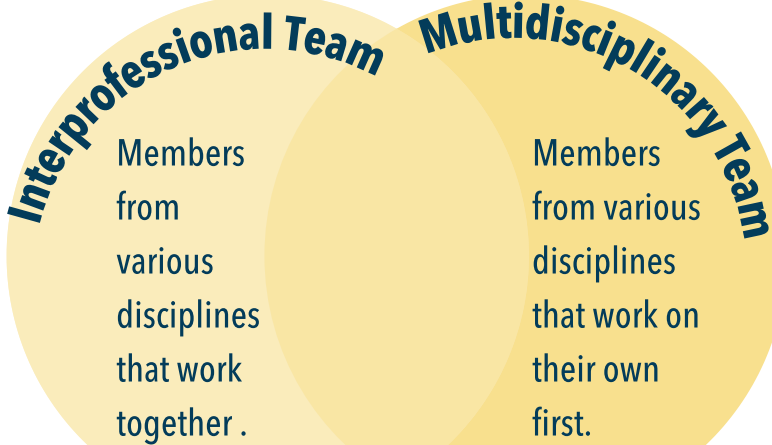 Interprofessional Team
Members
from
various
disciplines
that work
together .
Multidisciplinary Team
Members
from various
disciplines
that work on
their own
first.